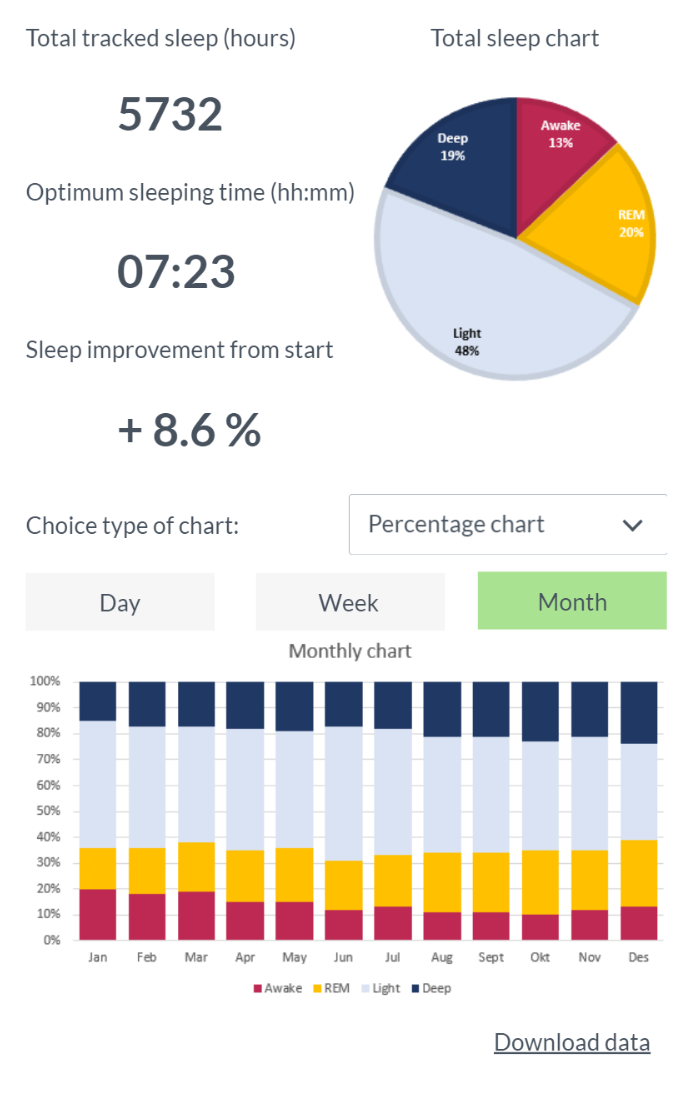 Total tracked sleep (hours)
5732
Optimum sleeping time (hh:mm)
07:23
Sleep improvement from start
+ 8.6 %
Total sleep chart
Awake
13%
REM
20%
Light
48%
Deep
19%
Choice type of chart:
Percentage chart
Day
Week
Month
Monthly chart
100%
90%
80%
70%
60%
50%
40%
30%
20%
10%
0%
Jan Feb Mar Apr May Jun Jul Aug Sept Okt Nov Des
Awake REM Light Deep
Download data